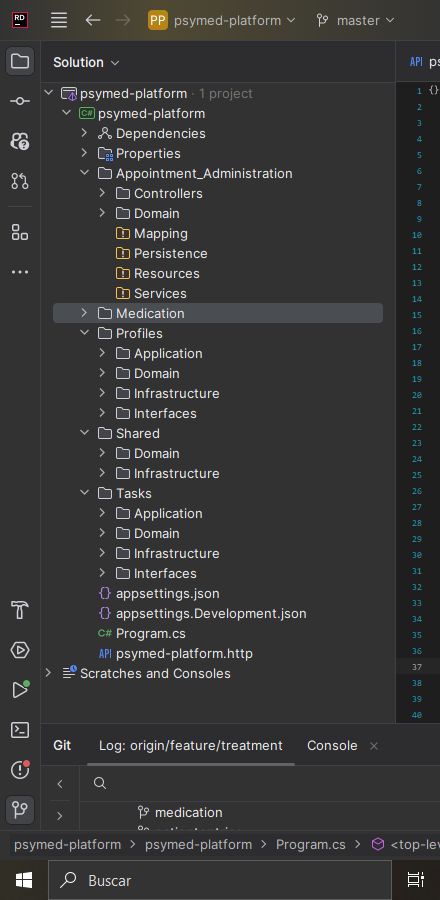 RD PP psymed-platform master
Solution
psymed-platform · 1 project
C# psymed-platform
Dependencies
Properties
Appointment_Administration
Controllers
Domain
Mapping
Persistence
Resources
Services
Medication
Profiles
Application
Domain
Infrastructure
Interfaces
Shared
Domain
Infrastructure
Tasks
Application
Domain
Infrastructure
Interfaces
{} appsettings.json
{} appsettings.Development.json
C# Program.cs
API psymed-platform.http
Scratches and Consoles
API ps
1 {}
2
3
4
5
6
7
8
9
10
11
12
13
14
15
16
17
18
19
20
21
22
23
24
25
26
27
28
29
30
31
32
33
34
35
36
37
38
39
40
Git Log: origin/feature/treatment Console ×
medication
psymed-platform > psymed-platform > Program.cs > <top-lev
Buscar